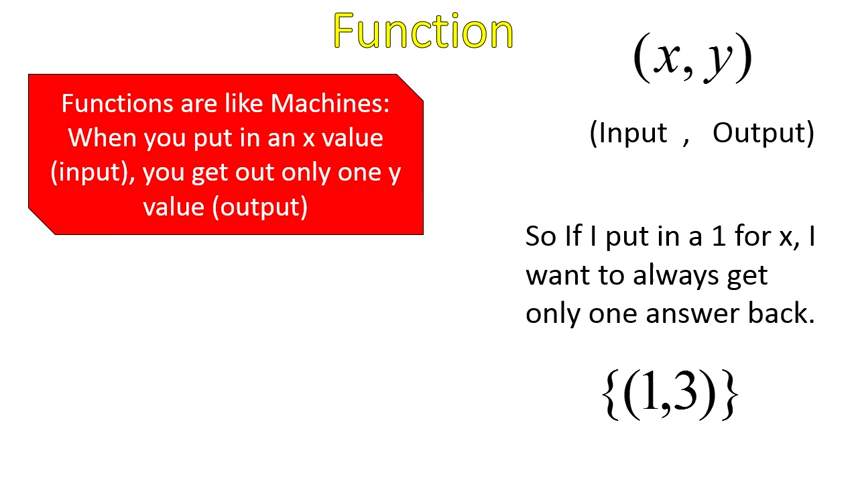 Function
Functions are like Machines:
When you put in an x value
(input), you get out only one y
value (output)
(x, y)
(Input , Output)
So If I put in a 1 for x, I
want to always get
only one answer back.
{(1,3)}